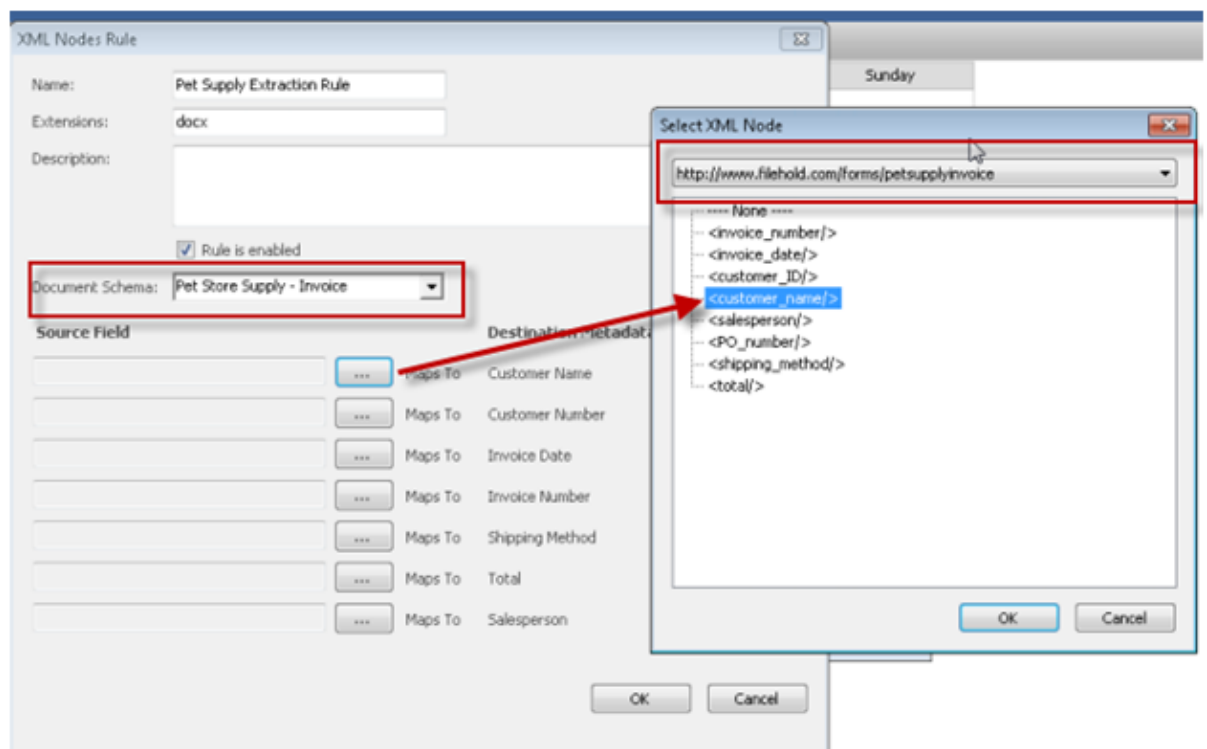 XML Nodes Rule
Name: Pet Supply Extraction Rule
Extensions: docx
Description:
Rule is enabled
Document Schema: Pet Store Supply - Invoice
Source Field Destination Metadata
... Maps To Customer Name
... Maps To Customer Number
... Maps To Invoice Date
... Maps To Invoice Number
... Maps To Shipping Method
... Maps To Total
... Maps To Salesperson
OK Cancel
Sunday
Select XML Node
http://www.filehold.com/forms/petsupplyinvoice
---- None ----
<invoice_number/>
<invoice_date/>
<customer_ID/>
<customer_name/>
<salesperson/>
<PO_number/>
<shipping_method/>
<total/>
OK Cancel